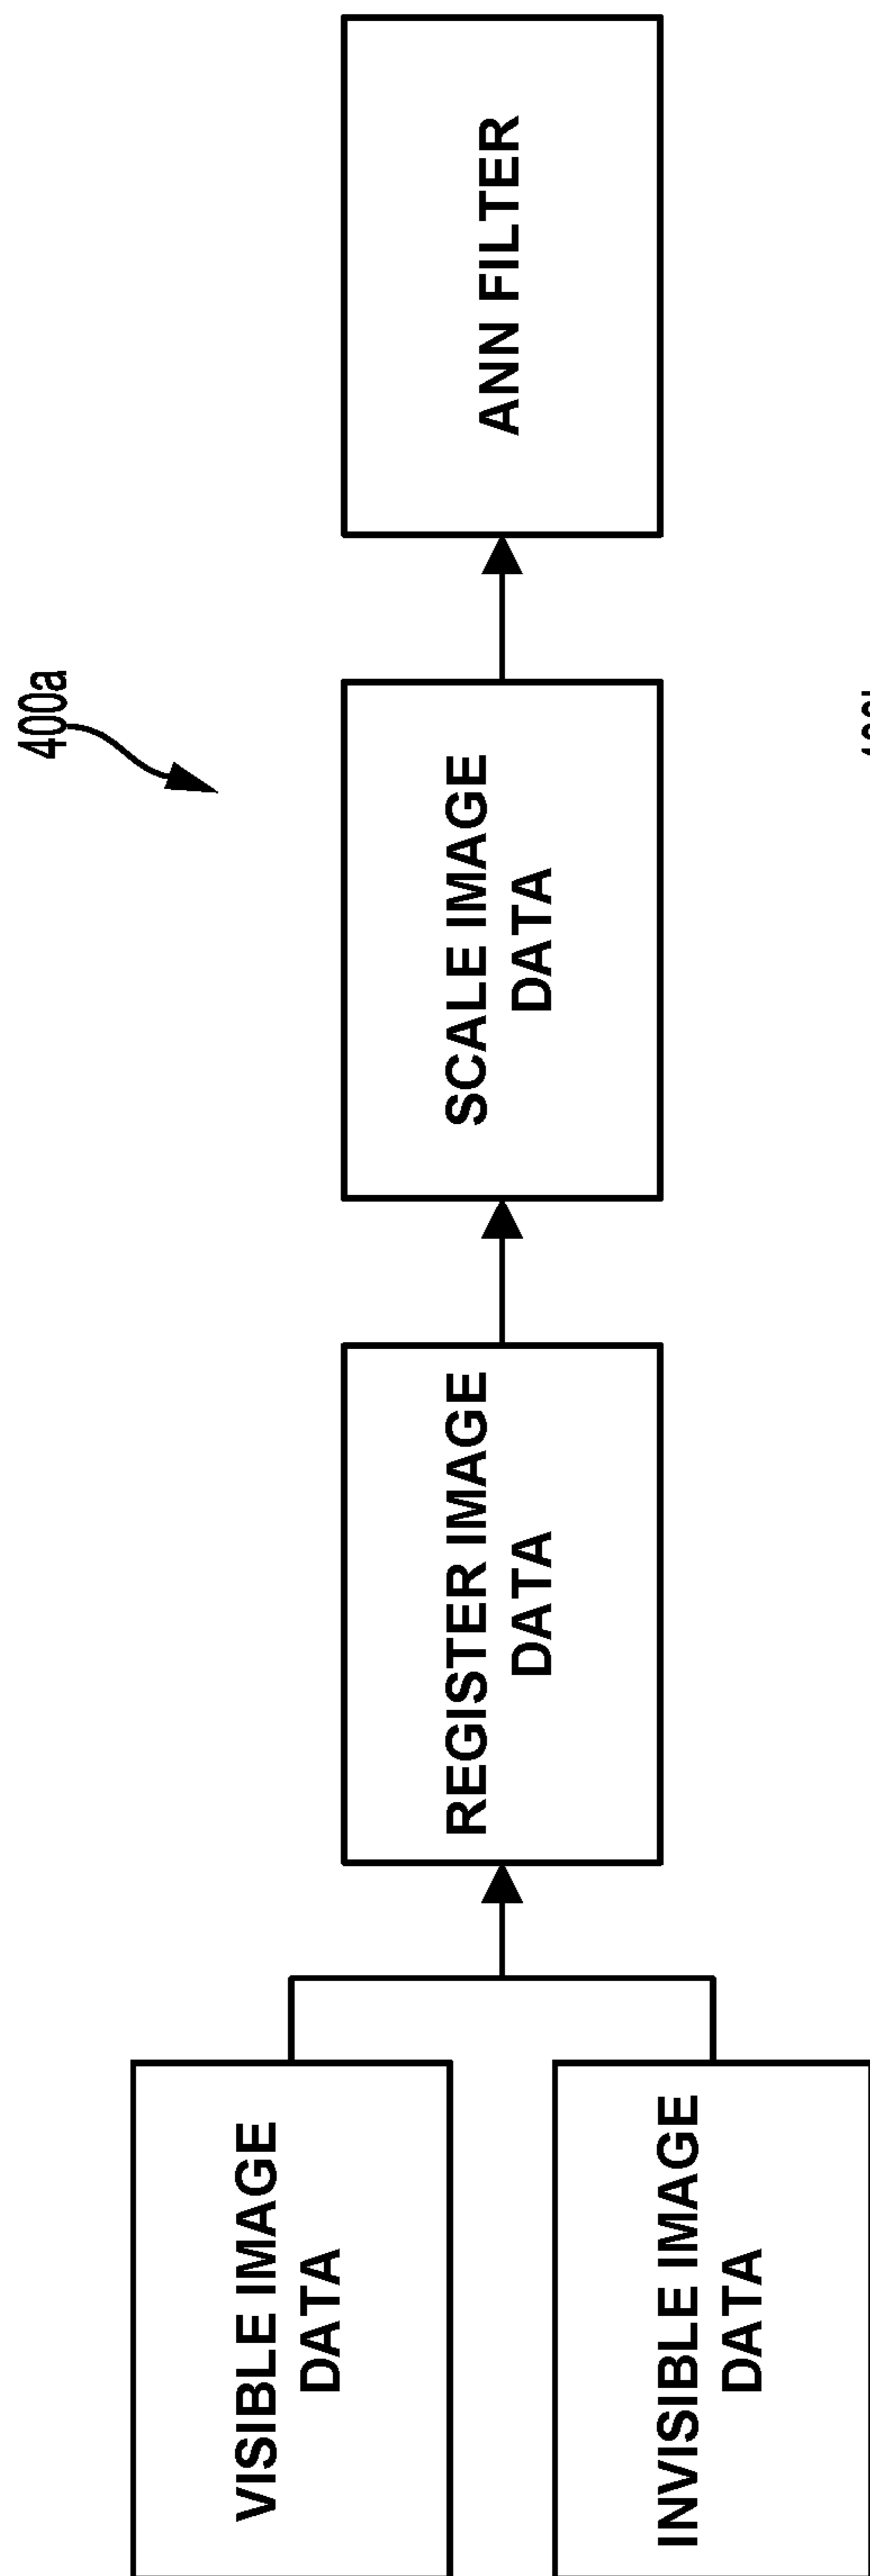 400a
VISIBLE IMAGE
DATA
INVISIBLE IMAGE
DATA
REGISTER IMAGE
DATA
SCALE IMAGE
DATA
ANN FILTER